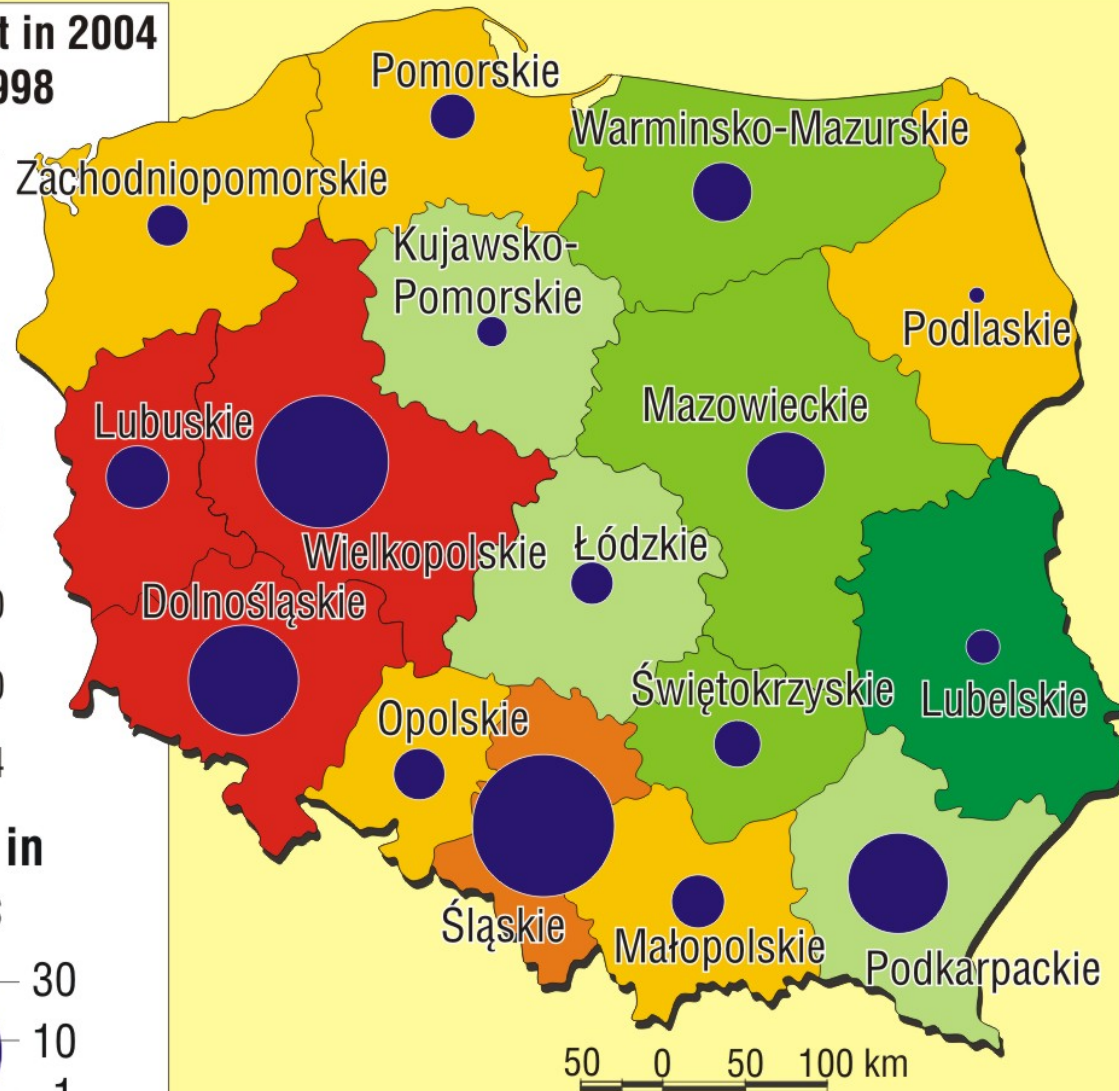 t in 2004
998
Pomorskie
Warminsko-Mazurskie
Zachodniopomorskie
Kujawsko-
Pomorskie
Podlaskie
Mazowieckie
Lubuskie
Wielkopolskie
Łódzkie
Dolnośląskie
Świętokrzyskie
Lubelskie
Opolskie
Śląskie
Małopolskie
Podkarpackie
in
30
10
1
50 0 50 100 km